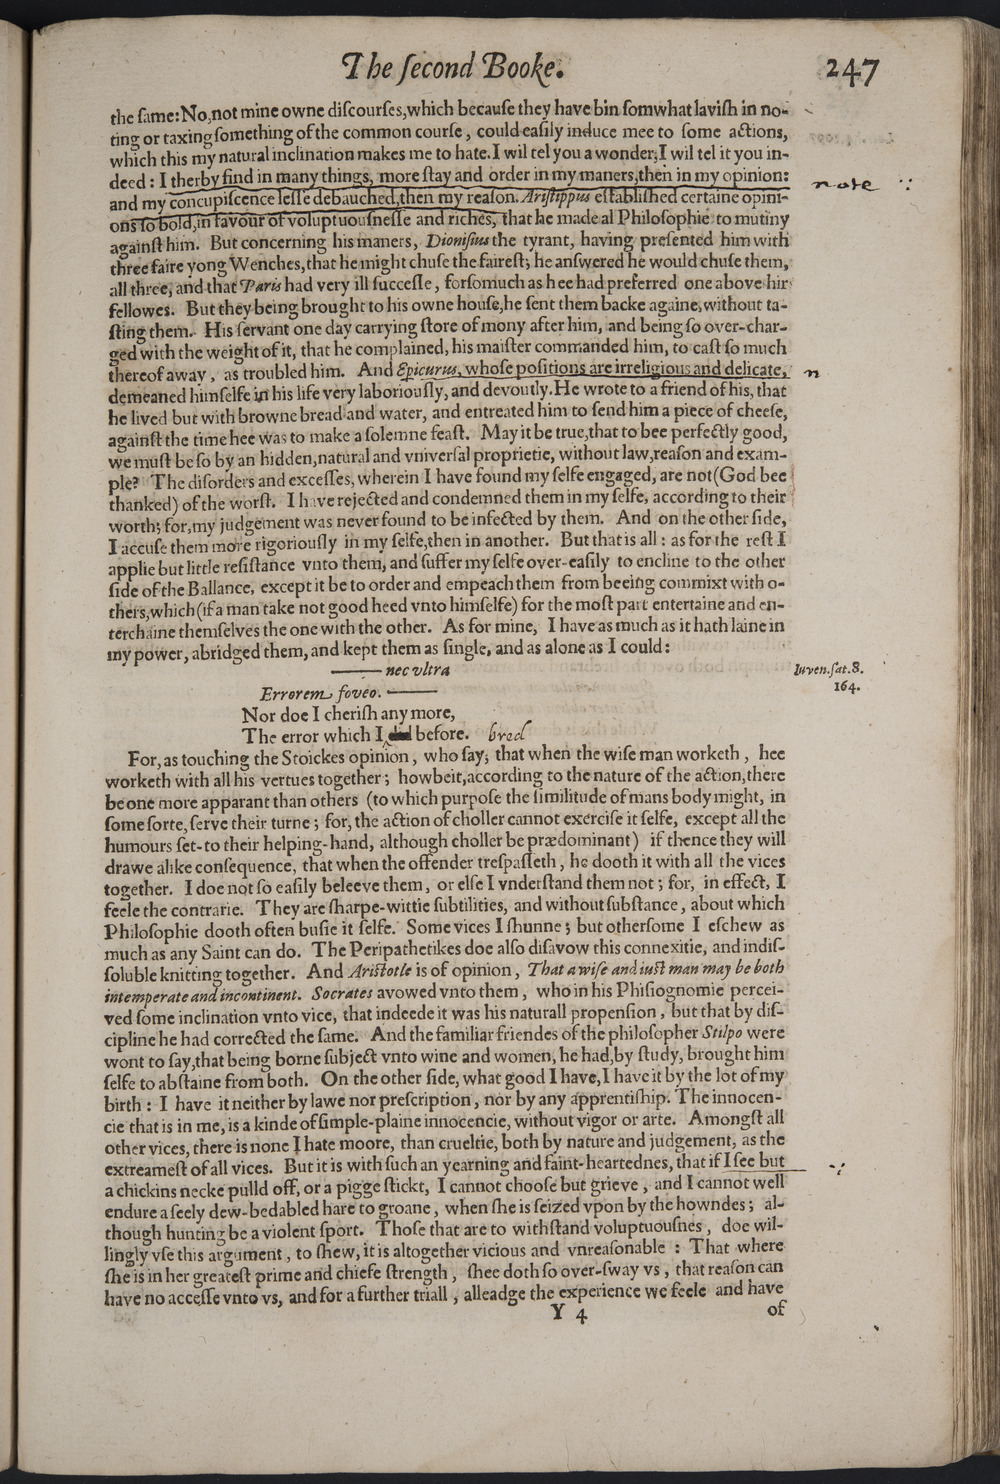 The ſecond Booke.
247
the ſame: No, not mine owne diſcourſes, which becauſe they have bin ſomwhat laviſh in no-
ting or taxing ſomething of the common courſe, could eaſily induce mee to ſome actions,
which this my natural inclination makes me to hate. I wil tel you a wonder, I wil tel it you in-
deed: I therby find in many things, more ſtay and order in my maners, then in my opinion:
note
and my concupiſcence leſſe debauched, then my reaſon. Ariſtippus eſtabliſhed certaine opini-
ons ſo bold, in favour of voluptuouſneſſe and riches, that he made al Philoſophie to mutiny
againſt him. But concerning his maners, Dioniſius the tyrant, having preſented him with
three faire yong Wenches, that he might chuſe the faireſt; he anſwered he would chuſe them,
all three, and that Paris had very ill ſucceſſe, forſomuch as hee had preferred one above hir
fellowes. But they being brought to his owne houſe, he ſent them backe againe, without ta-
ſting them. His ſervant one day carrying ſtore of mony after him, and being ſo over-char-
ged with the weight of it, that he complained, his maiſter commanded him, to caſt ſo much
thereof away, as troubled him. And Epicurus, whoſe poſitions are irreligious and delicate,
n
demeaned himſelfe in his life very laboriouſly, and devoutly. He wrote to a friend of his, that
he lived but with browne bread and water, and entreated him to ſend him a piece of cheeſe,
againſt the time hee was to make a ſolemne feaſt. May it be true, that to bee perfectly good,
we muſt be ſo by an hidden, natural and vniverſal proprietie, without law, reaſon and exam-
ple? The diſorders and exceſſes, wherein I have found my ſelfe engaged, are not (God bee
thanked) of the worſt. I have rejected and condemned them in my ſelfe, according to their
worth; for, my judgement was never found to be infected by them. And on the other ſide,
I accuſe them more rigoriouſly in my ſelfe, then in another. But that is all: as for the reſt I
applie but little reſiſtance vnto them, and ſuffer my ſelfe over-eaſily to encline to the other
ſide of the Ballance, except it be to order and empeach them from beeing commixt with o-
thers, which (if a man take not good heed vnto himſelfe) for the moſt part entertaine and en-
terchaine themſelves the one with the other. As for mine, I have as much as it hath laine in
my power, abridged them, and kept them as ſingle, and as alone as I could:
—— nec vltra
Iuven. ſat. 8.
164.
Errorem foveo. ——
Nor doe I cheriſh any more,
The error which I did before. bred
For, as touching the Stoickes opinion, who ſay, that when the wiſe man worketh, hee
worketh with all his vertues together; howbeit, according to the nature of the action, there
be one more apparant than others (to which purpoſe the ſimilitude of mans body might, in
ſome ſorte, ſerve their turne; for, the action of choller cannot exerciſe it ſelfe, except all the
humours ſet-to their helping-hand, although choller be prædominant) if thence they will
drawe alike conſequence, that when the offender treſpaſſeth, he dooth it with all the vices
together. I doe not ſo eaſily beleeve them, or elſe I vnderſtand them not; for, in effect, I
feele the contrarie. They are ſharpe-wittie ſubtilities, and without ſubſtance, about which
Philoſophie dooth often buſie it ſelfe. Some vices I ſhunne; but otherſome I eſchew as
much as any Saint can do. The Peripathetikes doe alſo diſavow this connexitie, and indiſ-
ſoluble knitting together. And Ariſtotle is of opinion, That a wiſe and iuſt man may be both
intemperate and incontinent. Socrates avowed vnto them, who in his Phiſiognomie percei-
ved ſome inclination vnto vice, that indeede it was his naturall propenſion, but that by diſ-
cipline he had corrected the ſame. And the familiar friendes of the philoſopher Stilpo were
wont to ſay, that being borne ſubject vnto wine and women, he had, by ſtudy, brought him
ſelfe to abſtaine from both. On the other ſide, what good I have, I have it by the lot of my
birth: I have it neither by lawe nor preſcription, nor by any apprentiſhip. The innocen-
cie that is in me, is a kinde of ſimple-plaine innocencie, without vigor or arte. Amongſt all
other vices, there is none I hate moore, than crueltie, both by nature and judgement, as the
extreameſt of all vices. But it is with ſuch an yearning and faint-heartednes, that if I ſee but
a chickins necke pulld off, or a pigge ſtickt, I cannot chooſe but grieve, and I cannot well
endure a ſeely dew-bedabled hare to groane, when ſhe is ſeized vpon by the howndes; al-
though hunting be a violent ſport. Thoſe that are to withſtand voluptuouſnes, doe wil-
lingly vſe this argument, to ſhew, it is altogether vicious and vnreaſonable: That where
ſhe is in her greateſt prime and chiefe ſtrength, ſhee doth ſo over-ſway vs, that reaſon can
have no acceſſe vnto vs, and for a further triall, alleadge the experience we feele and have
Y 4
of